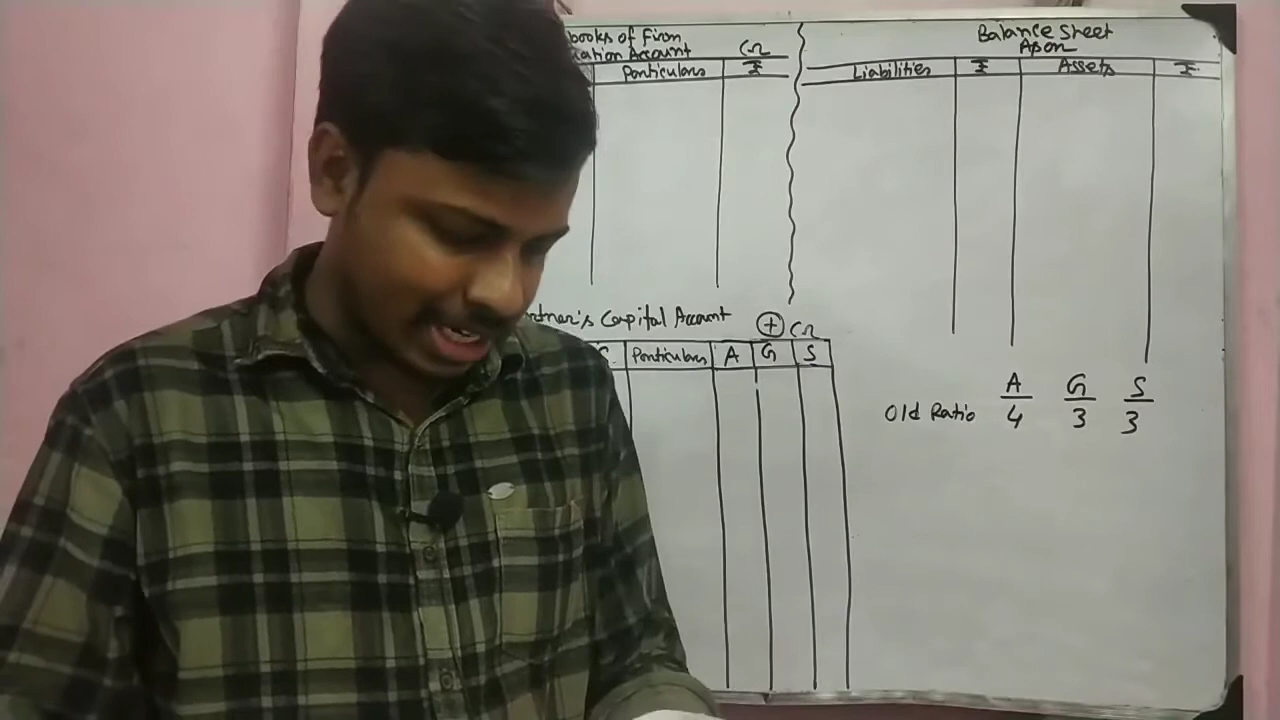 books of Firm
ation Account Cr
Particulars ₹
Balance Sheet
As on
Liabilities ₹ Assets ₹
rtner's Capital Account + Cr
Particulars A G S
A G S
Old Ratio 4 3 3